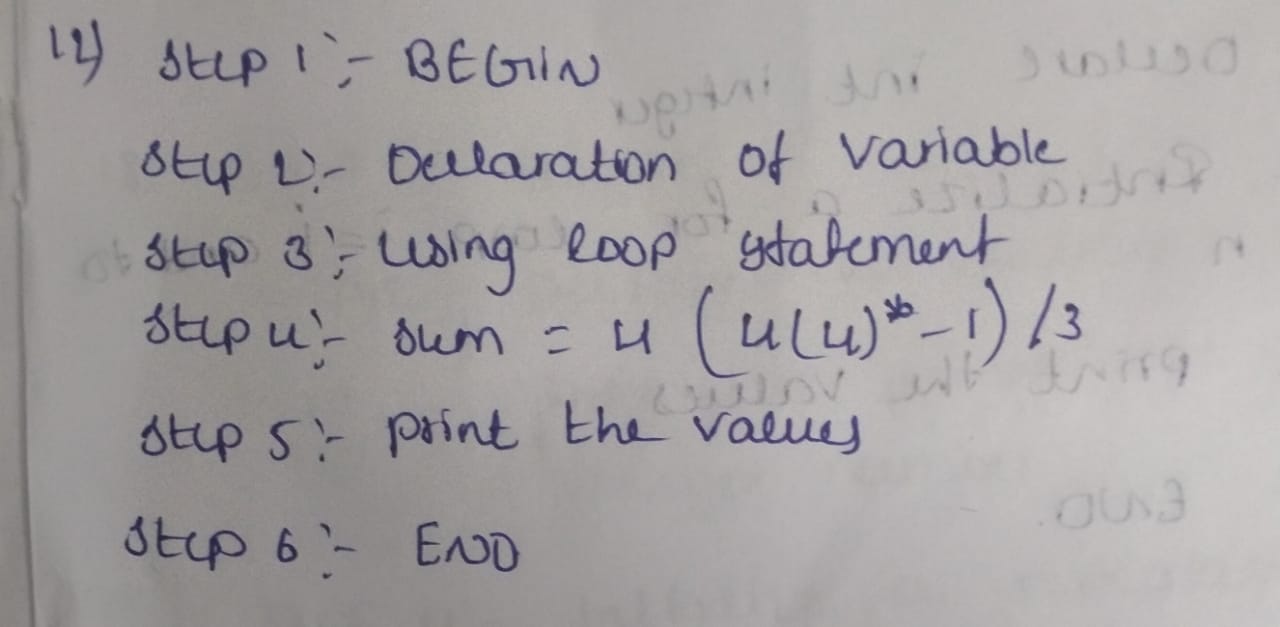 14) Step 1 :- BEGIN
Step 2 :- Declaration of variable
Step 3 :- Using loop statement
Step 4 :- sum = 4 (4(4)* - 1) / 3
Step 5 :- print the values
Step 6 :- END